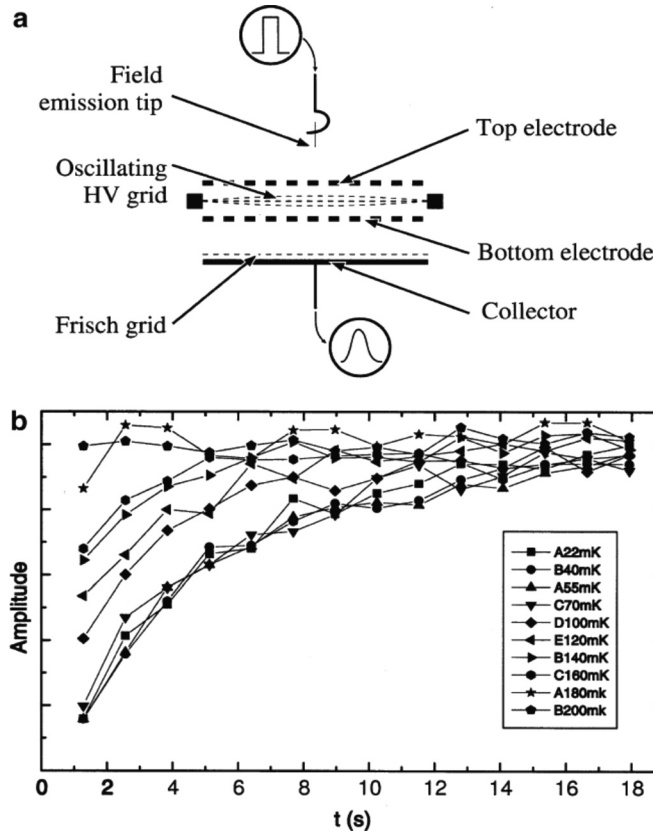 a
Field
emission tip
Top electrode
Oscillating
HV grid
Bottom electrode
Frisch grid
Collector
b
Amplitude
A22mK
B40mK
A55mK
C70mK
D100mK
E120mK
B140mK
C160mK
A180mk
B200mk
0 2 4 6 8 10 12 14 16 18
t (s)